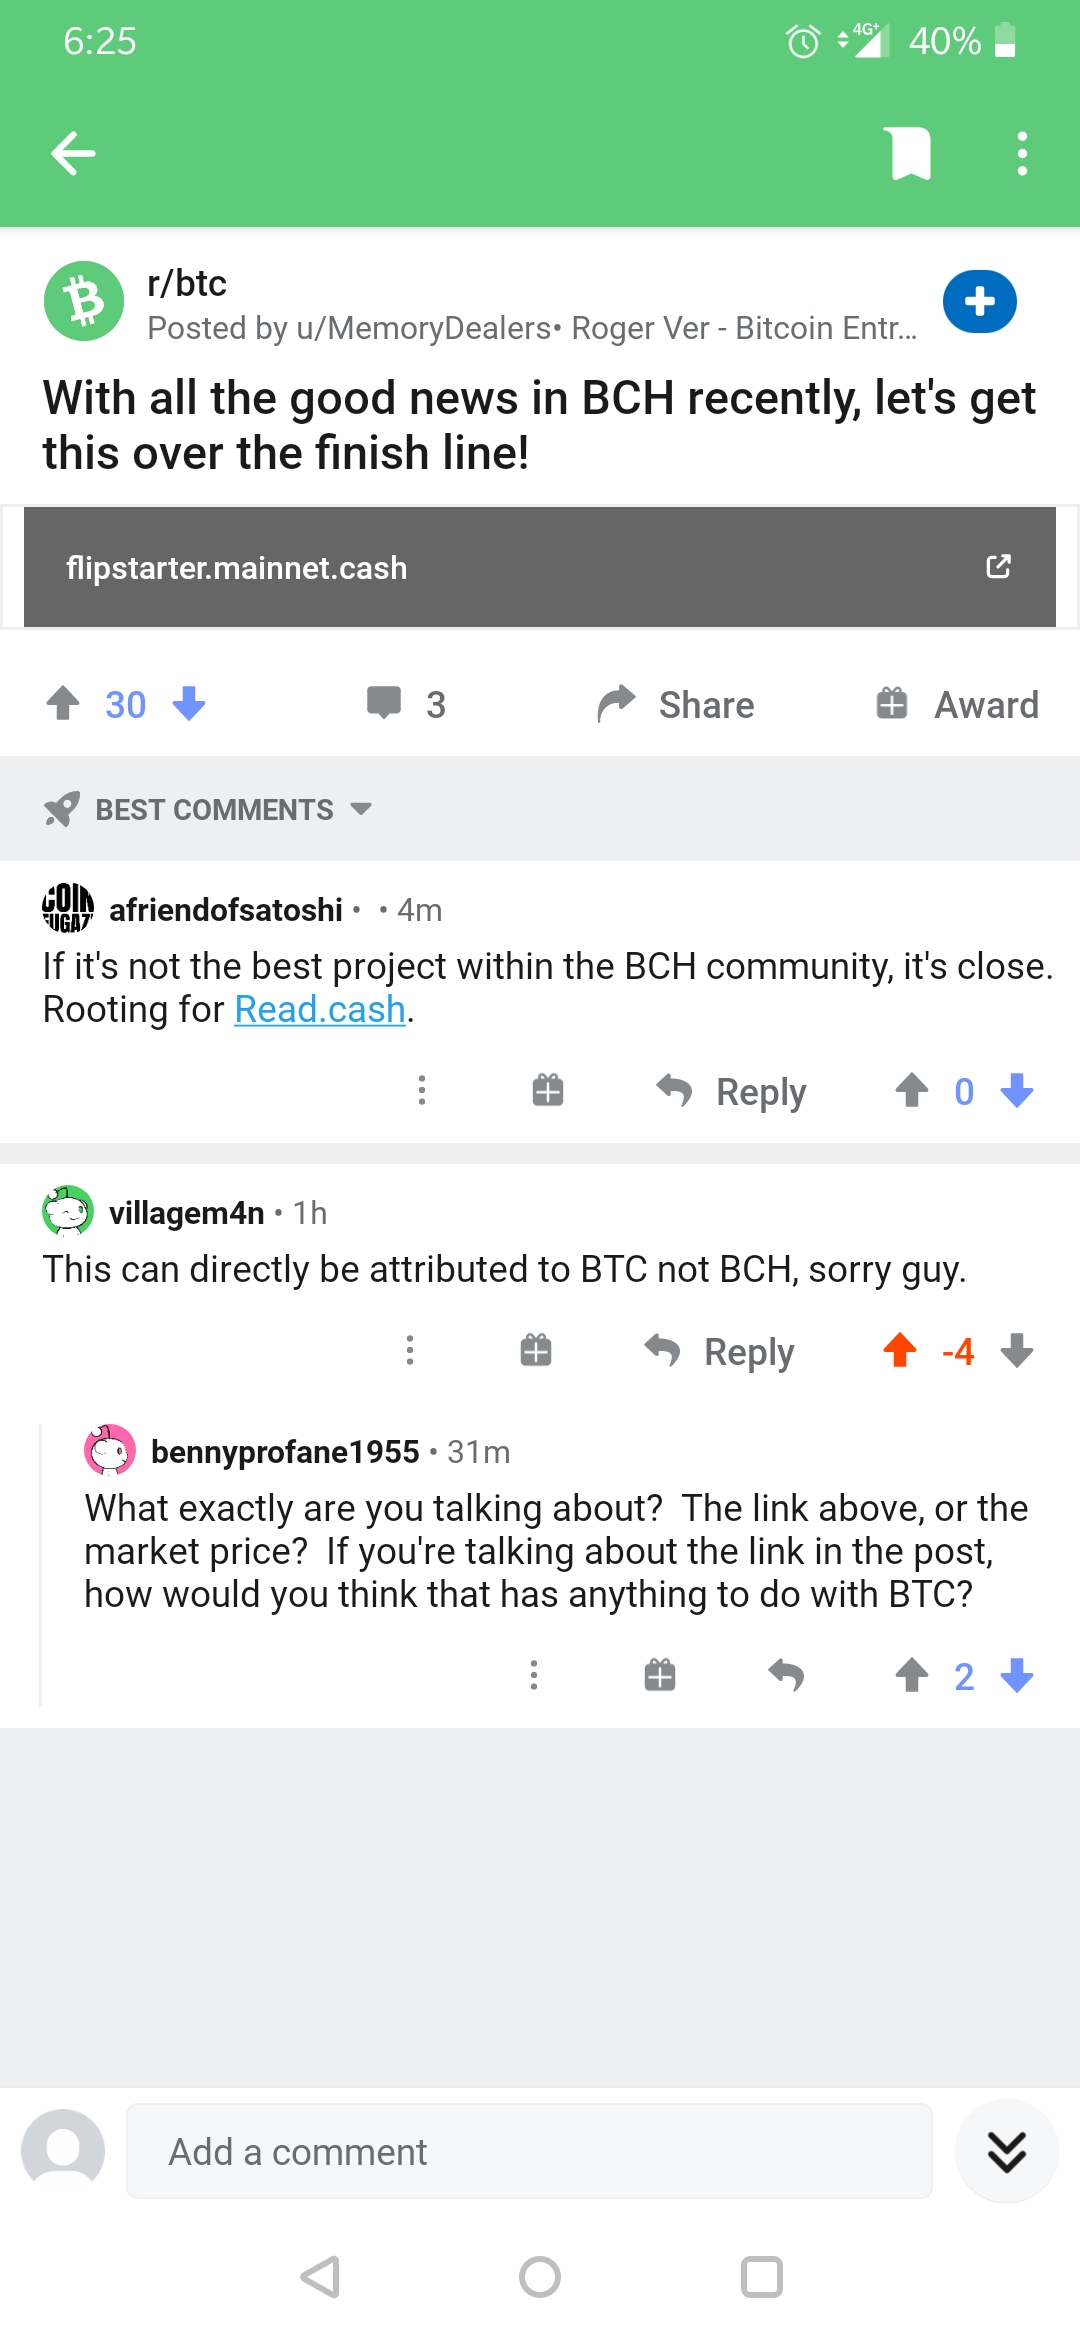 6:25
4G+ 40%
r/btc
Posted by u/MemoryDealers• Roger Ver - Bitcoin Entr...
With all the good news in BCH recently, let's get
this over the finish line!
flipstarter.mainnet.cash
30 3 Share Award
BEST COMMENTS
COIN
FUGAZI
afriendofsatoshi • • 4m
If it's not the best project within the BCH community, it's close.
Rooting for Read.cash.
Reply 0
villagem4n • 1h
This can directly be attributed to BTC not BCH, sorry guy.
Reply -4
bennyprofane1955 • 31m
What exactly are you talking about?  The link above, or the
market price?  If you're talking about the link in the post,
how would you think that has anything to do with BTC?
2
Add a comment